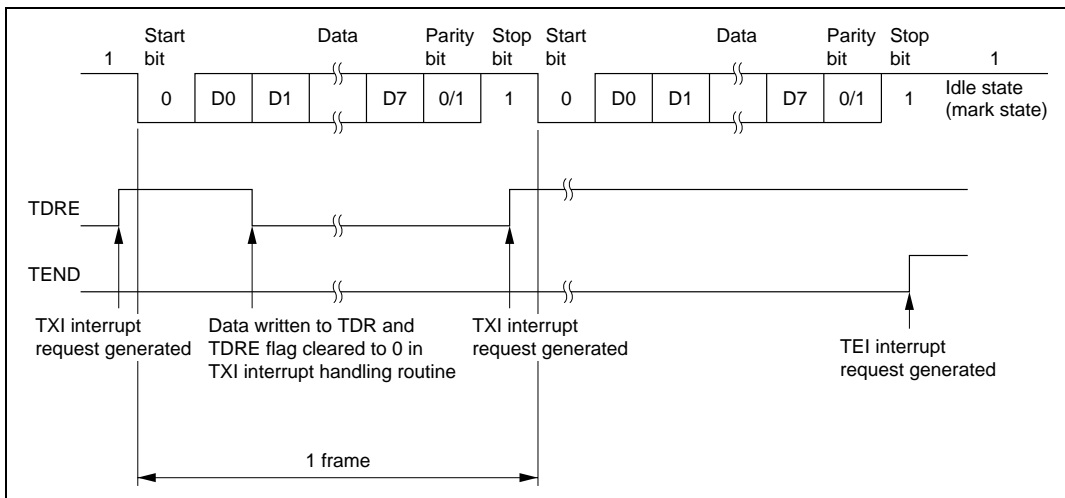 Start bit Data Parity bit Stop bit Start bit Data Parity bit Stop bit
1 1
0 D0 D1 D7 0/1 1 0 D0 D1 D7 0/1 1 Idle state (mark state)
TDRE
TEND
TXI interrupt
request generated
Data written to TDR and
TDRE flag cleared to 0 in
TXI interrupt handling routine
TXI interrupt
request generated
TEI interrupt
request generated
1 frame